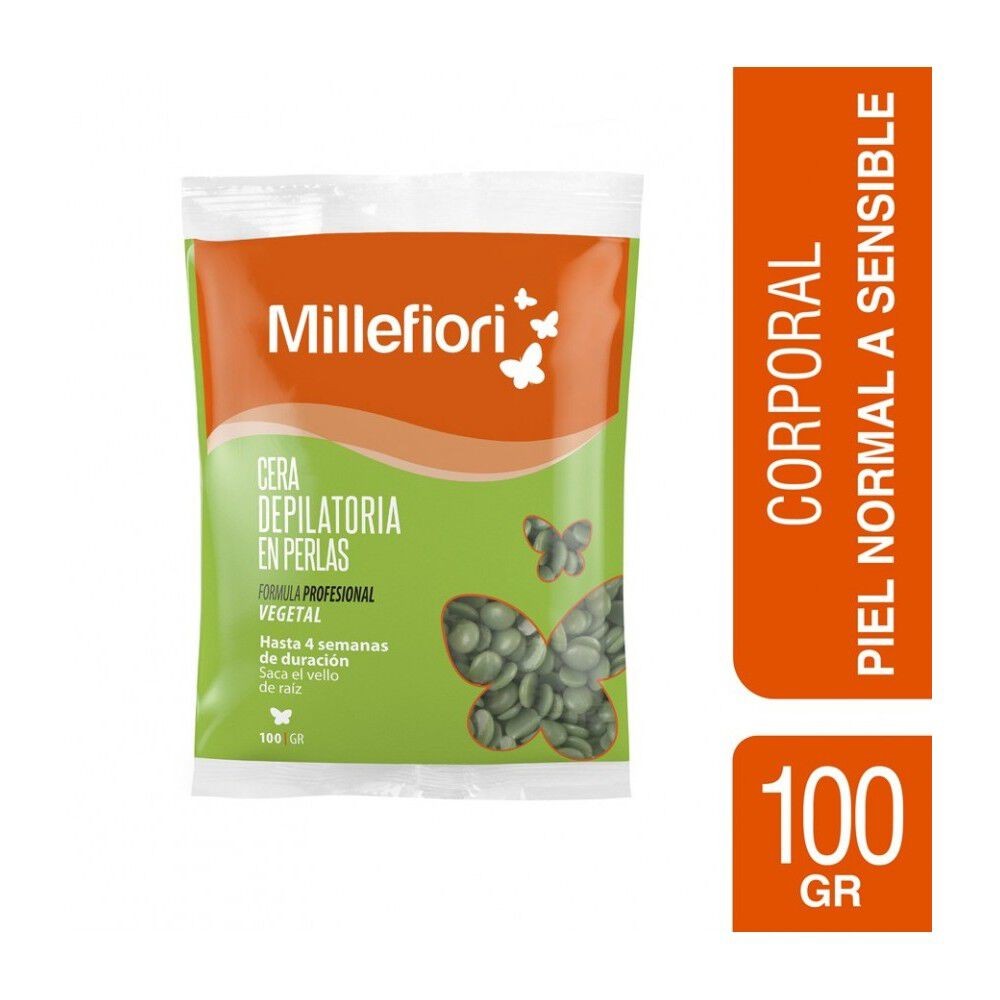 Millefiori
CERA
DEPILATORIA
EN PERLAS
FORMULA PROFESIONAL
VEGETAL
Hasta 4 semanas
de duración
Saca el vello
de raíz
100 | GR
CORPORAL
PIEL NORMAL A SENSIBLE
100
GR